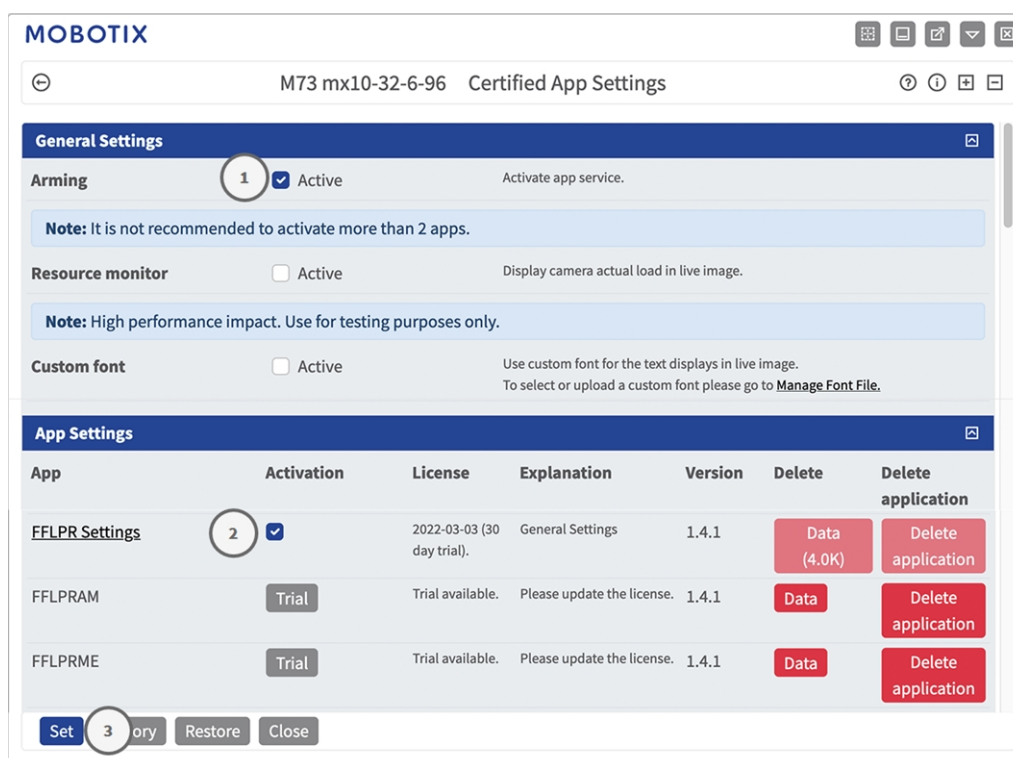 MOBOTIX
M73 mx10-32-6-96 Certified App Settings
General Settings
Arming 1 Active Activate app service.
Note: It is not recommended to activate more than 2 apps.
Resource monitor Active Display camera actual load in live image.
Note: High performance impact. Use for testing purposes only.
Custom font Active Use custom font for the text displays in live image.
To select or upload a custom font please go to Manage Font File.
App Settings
App Activation License Explanation Version Delete Delete
application
FFLPR Settings 2 2022-03-03 (30 General Settings 1.4.1 Data Delete
day trial). (4.0K) application
FFLPRAM Trial Trial available. Please update the license. 1.4.1 Data Delete
application
FFLPRME Trial Trial available. Please update the license. 1.4.1 Data Delete
application
Set 3 ory Restore Close